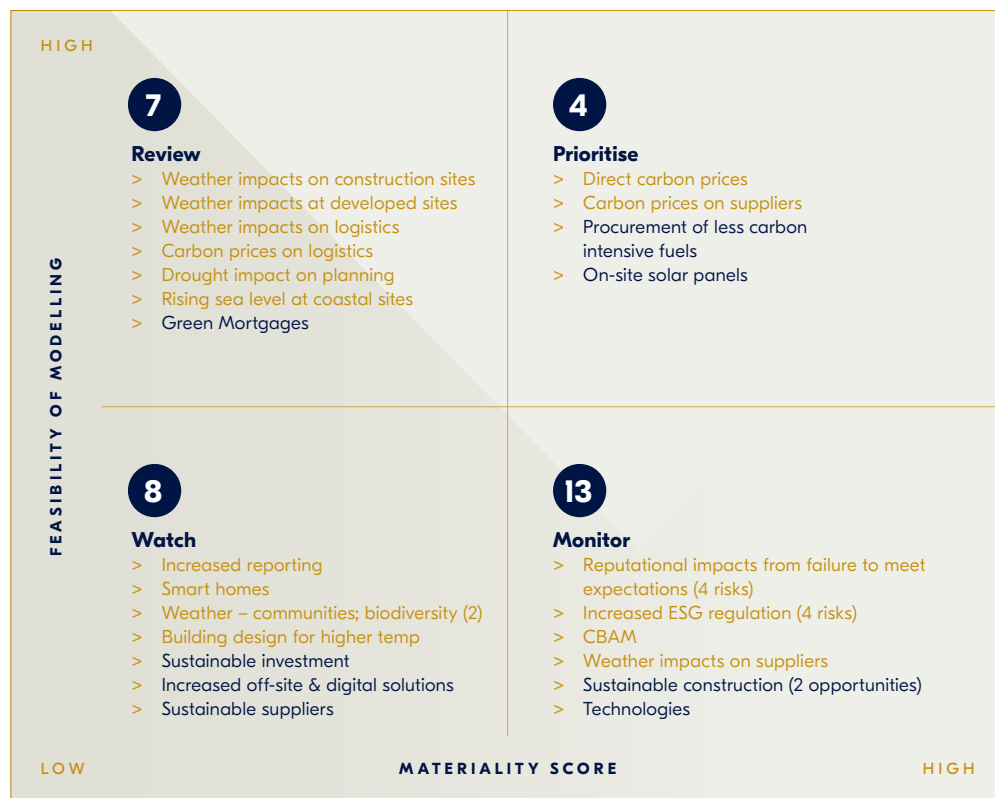 HIGH
7
Review
> Weather impacts on construction sites
> Weather impacts at developed sites
> Weather impacts on logistics
> Carbon prices on logistics
> Drought impact on planning
> Rising sea level at coastal sites
> Green Mortgages
4
Prioritise
> Direct carbon prices
> Carbon prices on suppliers
> Procurement of less carbon
intensive fuels
> On-site solar panels
FEASIBILITY OF MODELLING
8
Watch
> Increased reporting
> Smart homes
> Weather – communities; biodiversity (2)
> Building design for higher temp
> Sustainable investment
> Increased off-site & digital solutions
> Sustainable suppliers
13
Monitor
> Reputational impacts from failure to meet
expectations (4 risks)
> Increased ESG regulation (4 risks)
> CBAM
> Weather impacts on suppliers
> Sustainable construction (2 opportunities)
> Technologies
LOW
MATERIALITY SCORE
HIGH